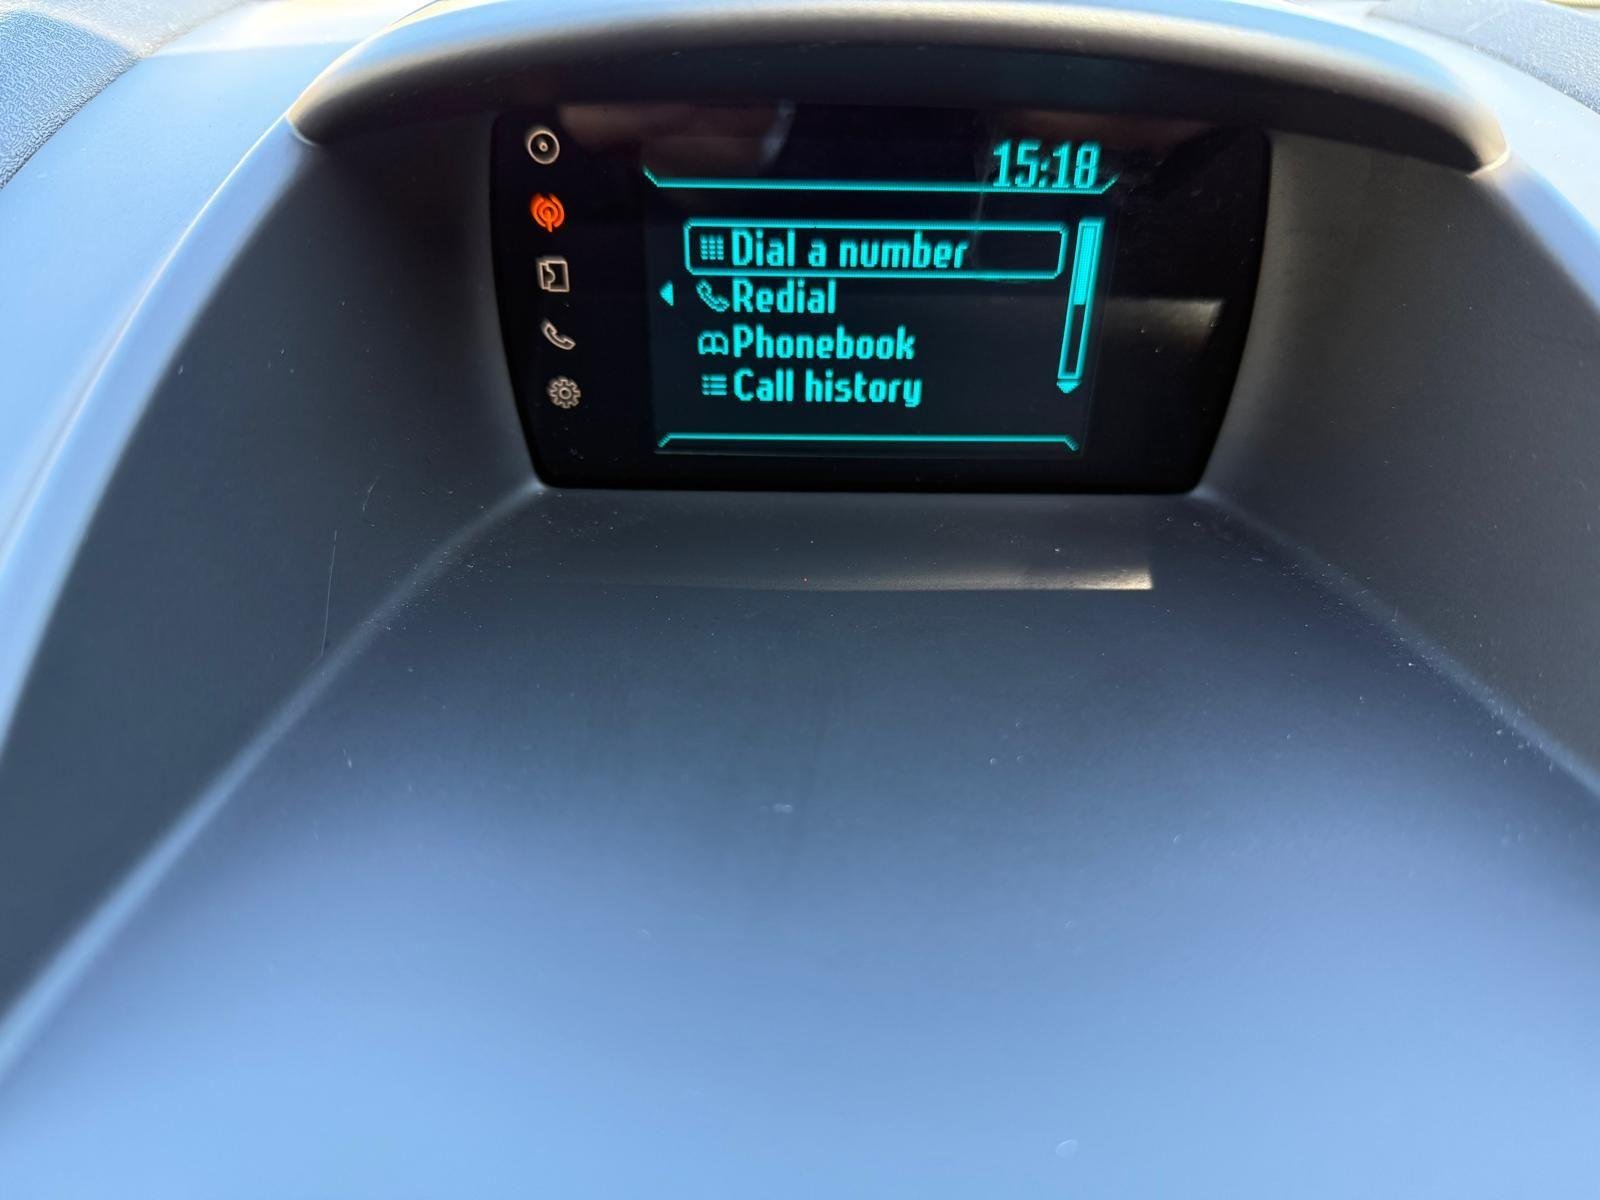 15:18
Dial a number
Redial
Phonebook
Call history